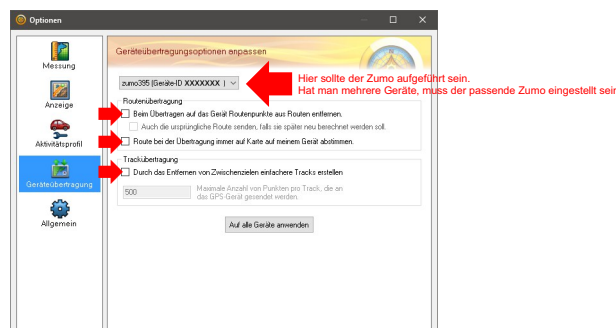 Optionen
Messung
Anzeige
Aktivitätsprofil
Geräteübertragung
Allgemein
Geräteübertragungsoptionen anpassen
zumo395 (Geräte-ID XXXXXXX )
Hier sollte der Zumo aufgeführt sein.
Hat man mehrere Geräte, muss der passende Zumo eingestellt sein
Routenübertragung
Beim Übertragen auf das Gerät Routenpunkte aus Routen entfernen.
Auch die ursprüngliche Route senden, falls sie später neu berechnet werden soll.
Route bei der Übertragung immer auf Karte auf meinem Gerät abstimmen.
Trackübertragung
Durch das Entfernen von Zwischenzielen einfachere Tracks erstellen
500
Maximale Anzahl von Punkten pro Track, die an
das GPS-Gerät gesendet werden.
Auf alle Geräte anwenden